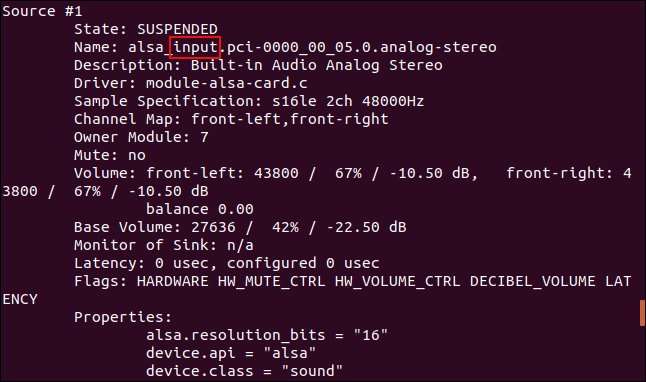 Source #1
State: SUSPENDED
Name: alsa_input.pci-0000_00_05.0.analog-stereo
Description: Built-in Audio Analog Stereo
Driver: module-alsa-card.c
Sample Specification: s16le 2ch 48000Hz
Channel Map: front-left,front-right
Owner Module: 7
Mute: no
Volume: front-left: 43800 /  67% / -10.50 dB,   front-right: 4
3800 /  67% / -10.50 dB
balance 0.00
Base Volume: 27636 /  42% / -22.50 dB
Monitor of Sink: n/a
Latency: 0 usec, configured 0 usec
Flags: HARDWARE HW_MUTE_CTRL HW_VOLUME_CTRL DECIBEL_VOLUME LAT
ENCY
Properties:
alsa.resolution_bits = "16"
device.api = "alsa"
device.class = "sound"